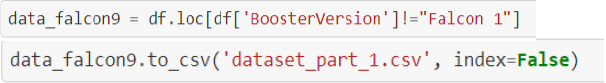 data_falcon9 = df.loc[df['BoosterVersion']!="Falcon 1"]
data_falcon9.to_csv('dataset_part_1.csv', index=False)